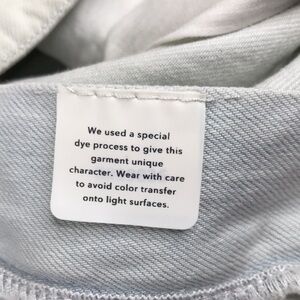 We used a special
dye process to give this
garment unique
character. Wear with care
to avoid color transfer
onto light surfaces.